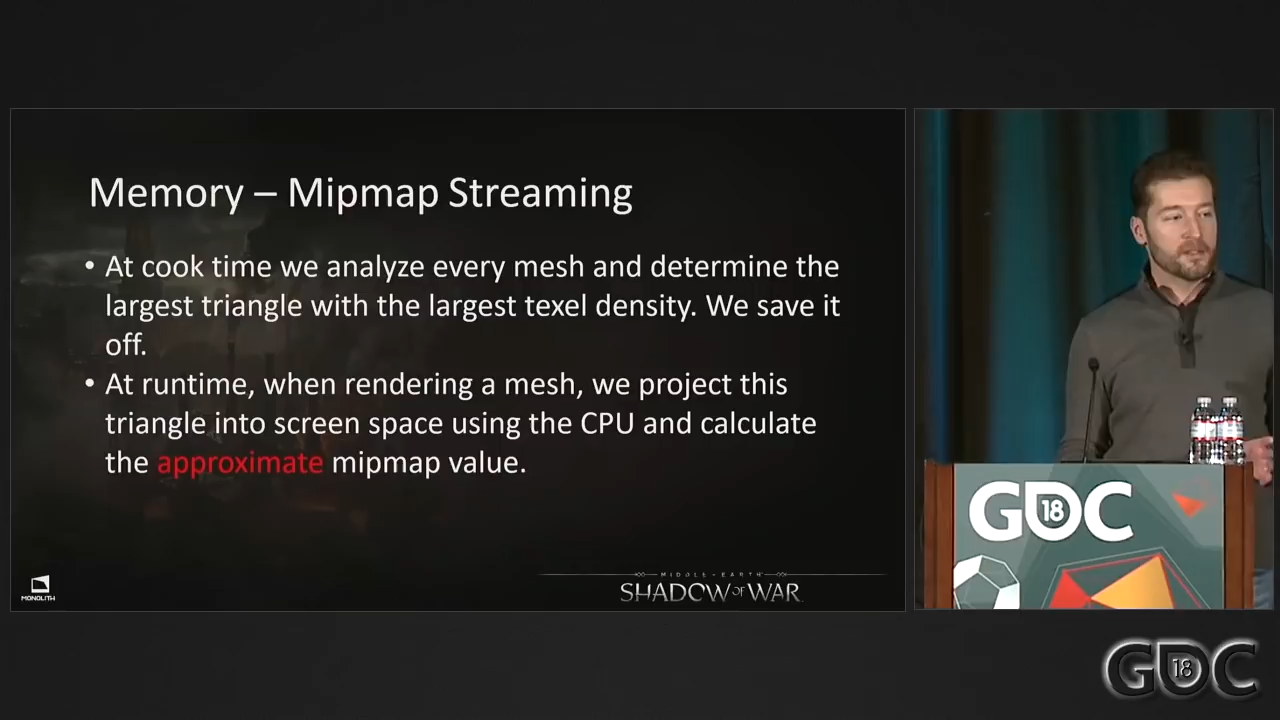 Memory – Mipmap Streaming
• At cook time we analyze every mesh and determine the
largest triangle with the largest texel density. We save it
off.
• At runtime, when rendering a mesh, we project this
triangle into screen space using the CPU and calculate
the approximate mipmap value.
MONOLITH
MIDDLE-EARTH
SHADOW OF WAR
GDC
18
GDC
18